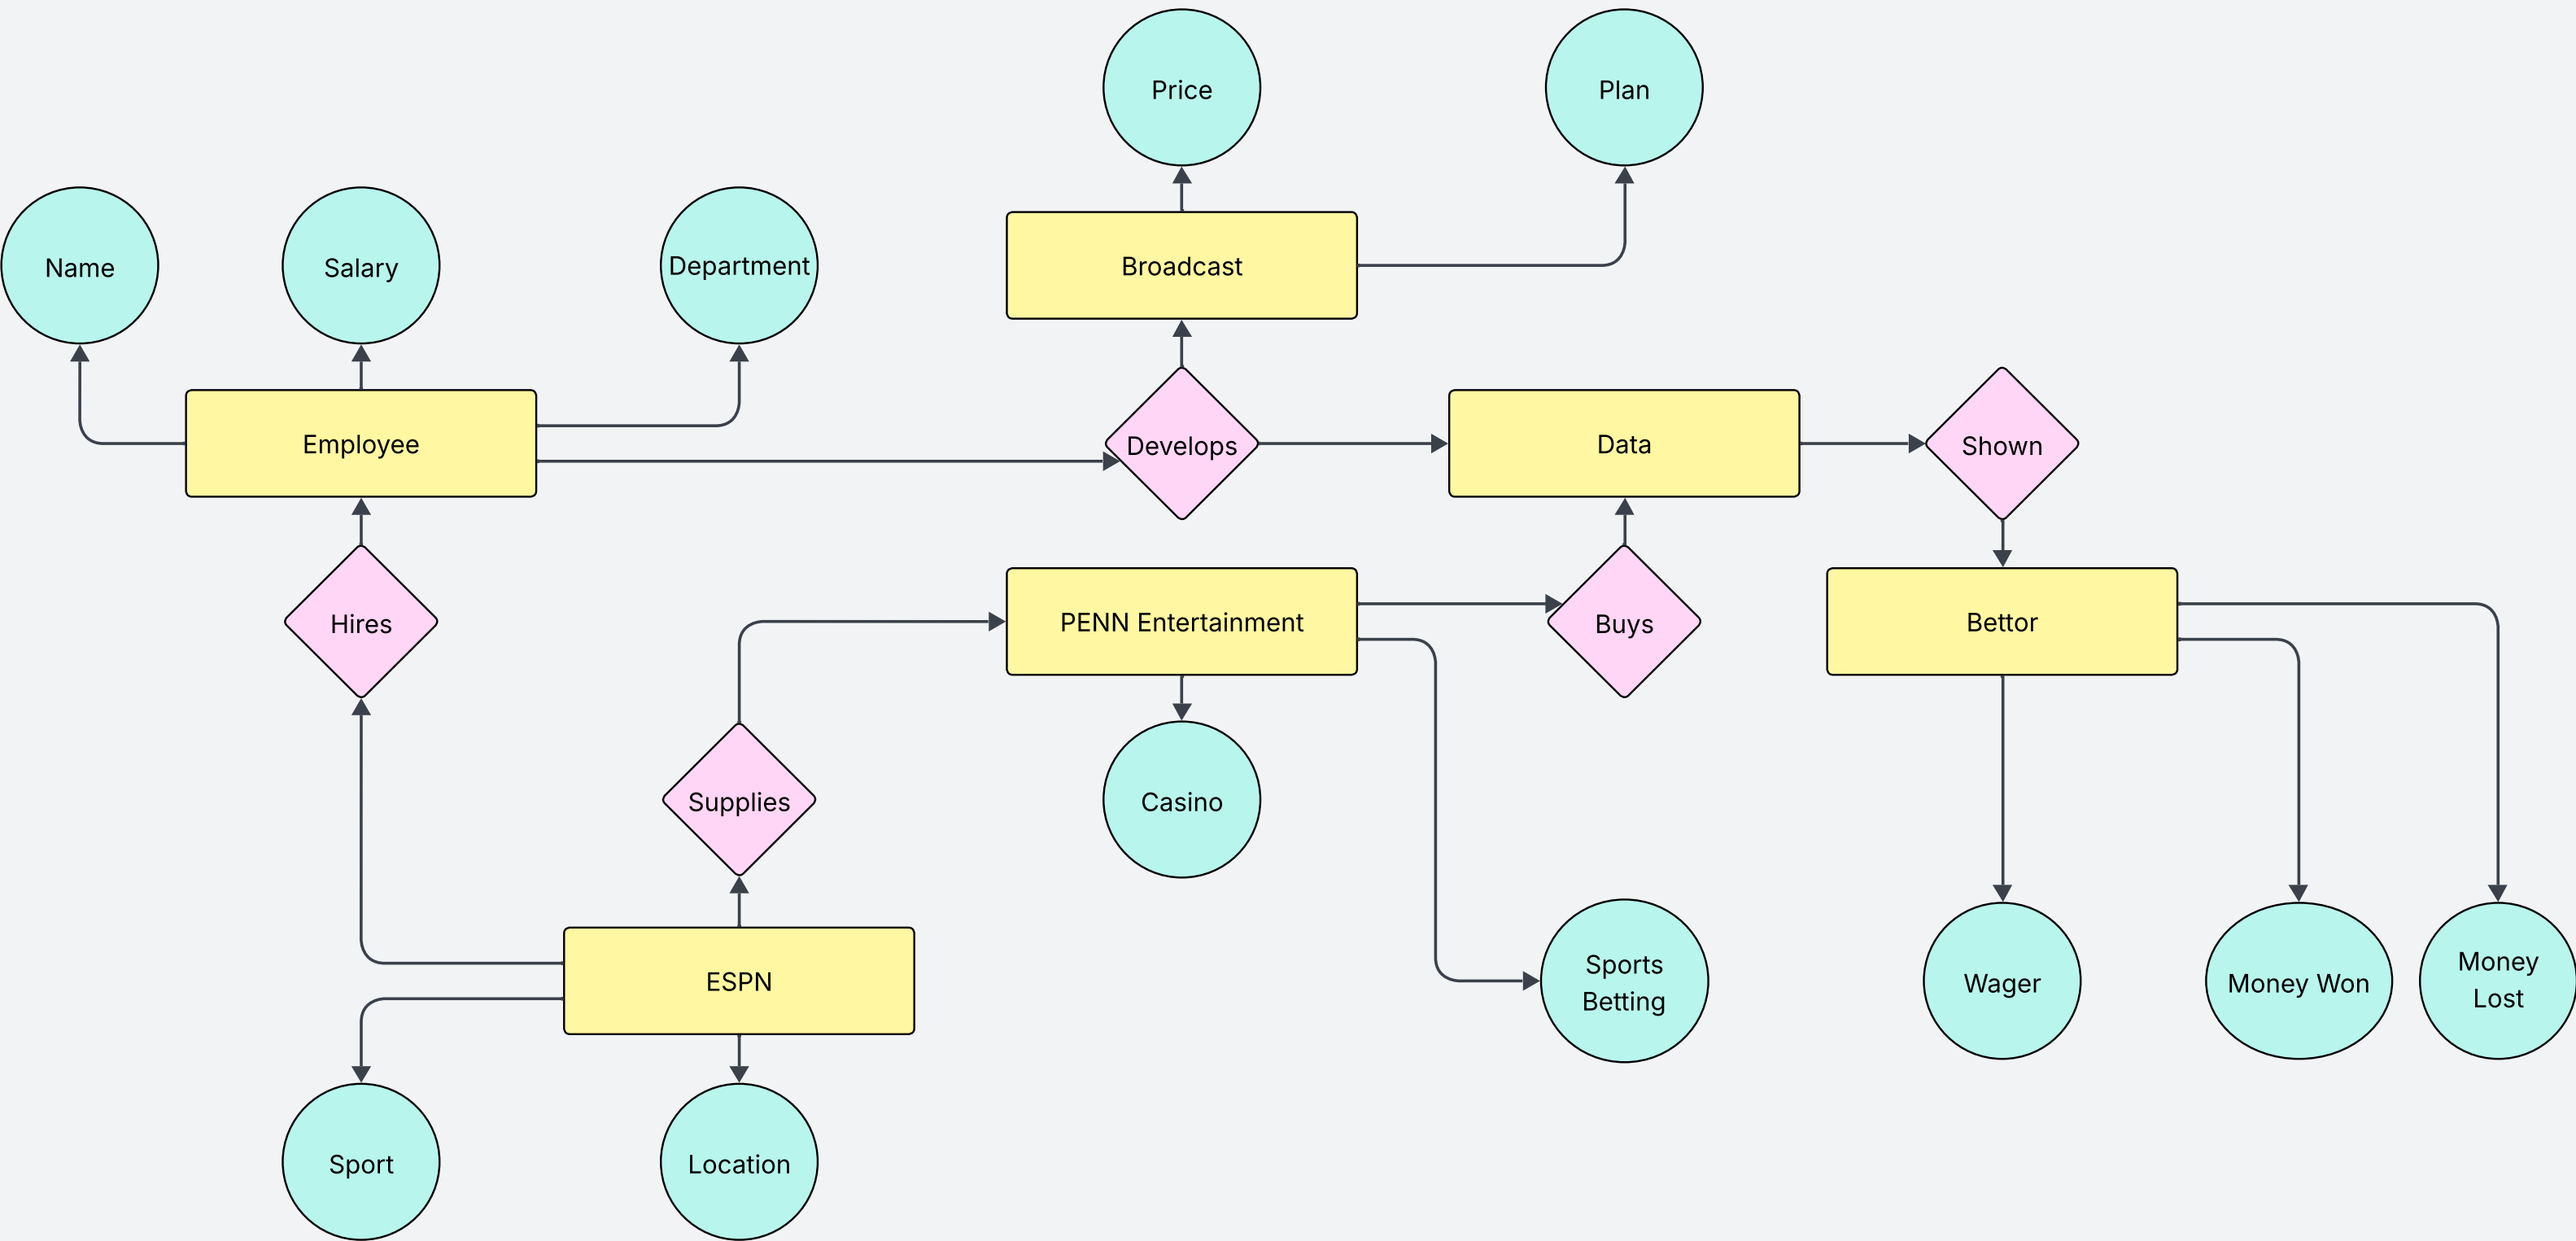 Price
Plan
Name
Salary
Department
Broadcast
Employee
Develops
Data
Shown
Hires
PENN Entertainment
Buys
Bettor
Supplies
Casino
ESPN
Sports
Betting
Wager
Money Won
Money
Lost
Sport
Location